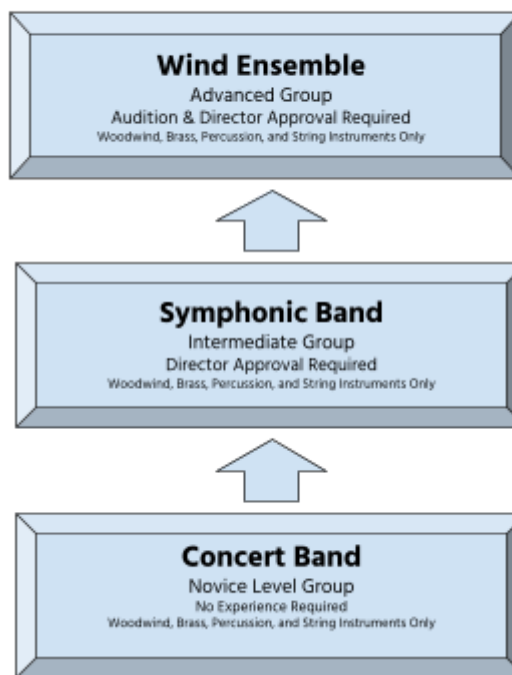 Wind Ensemble
Advanced Group
Audition & Director Approval Required
Woodwind, Brass, Percussion, and String Instruments Only
Symphonic Band
Intermediate Group
Director Approval Required
Woodwind, Brass, Percussion, and String Instruments Only
Concert Band
Novice Level Group
No Experience Required
Woodwind, Brass, Percussion, and String Instruments Only